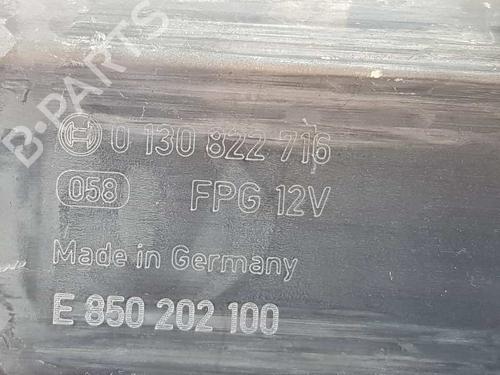 0 130 822 716
058 FPG 12V
Made in Germany
E 850 202 100
B-PARTS